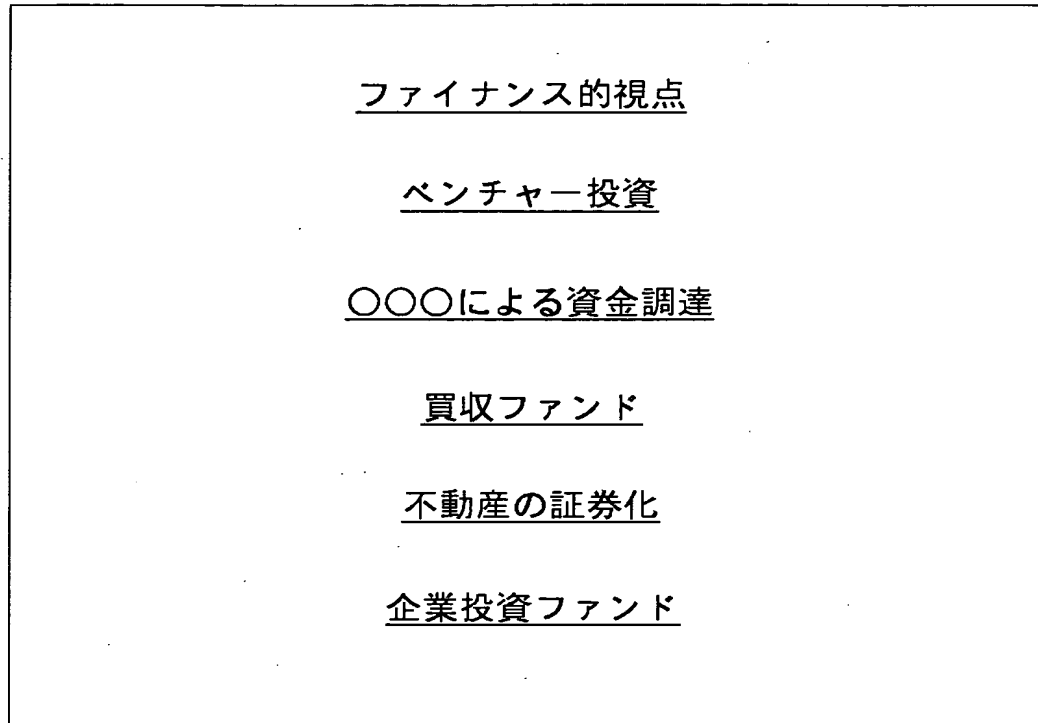 ファイナンス的視点
ベンチャー投資
○○○による資金調達
買収ファンド
不動産の証券化
企業投資ファンド